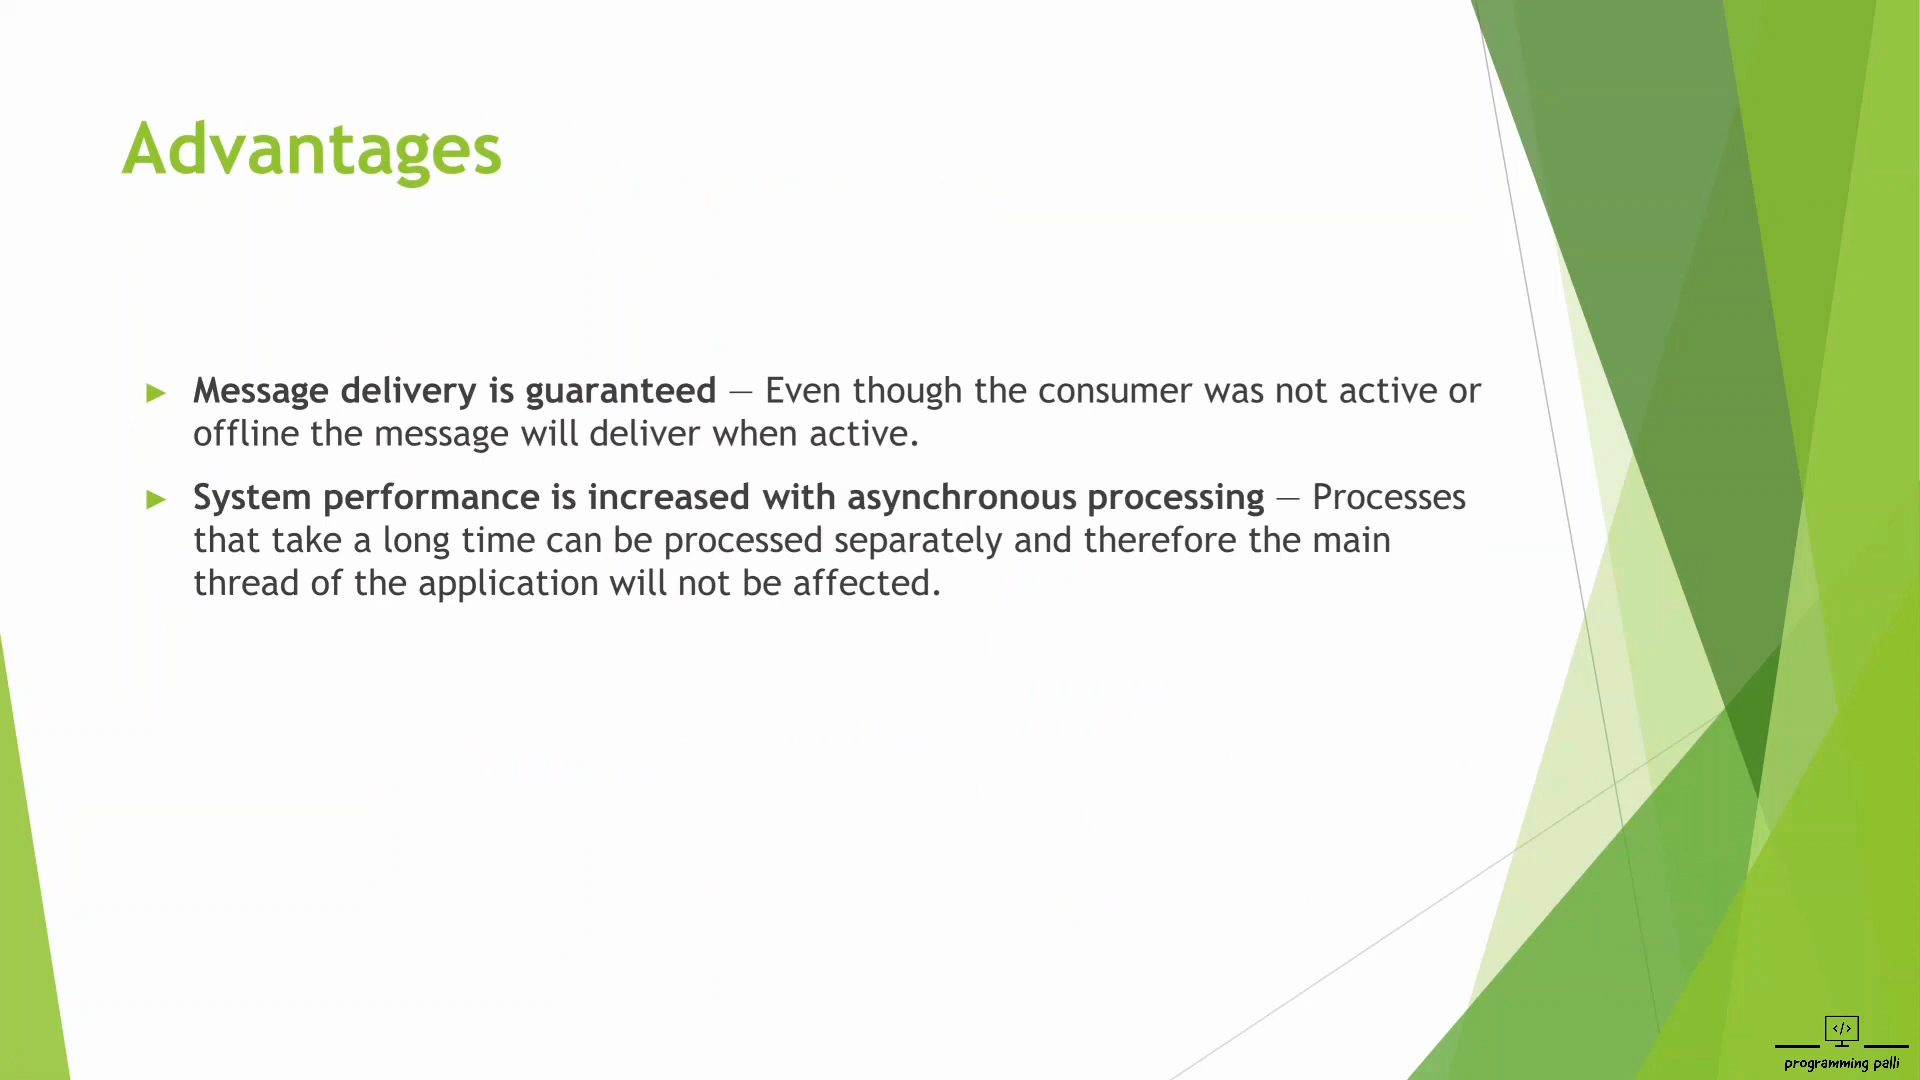 Advantages
► Message delivery is guaranteed — Even though the consumer was not active or
offline the message will deliver when active.
► System performance is increased with asynchronous processing — Processes
that take a long time can be processed separately and therefore the main
thread of the application will not be affected.
</>
programming palli